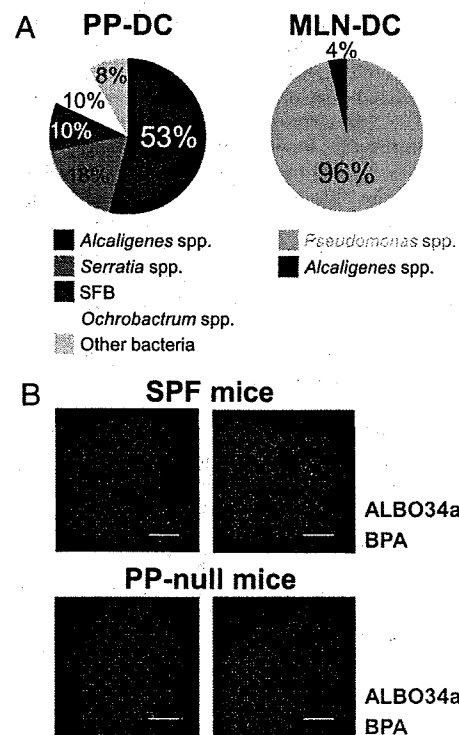 A
PP-DC
MLN-DC
8%
10%
10%
18%
53%
4%
96%
Alcaligenes spp.
Serratia spp.
SFB
Ochrobactrum spp.
Other bacteria
Pseudomonas spp.
Alcaligenes spp.
B
SPF mice
ALBO34a
BPA
PP-null mice
ALBO34a
BPA